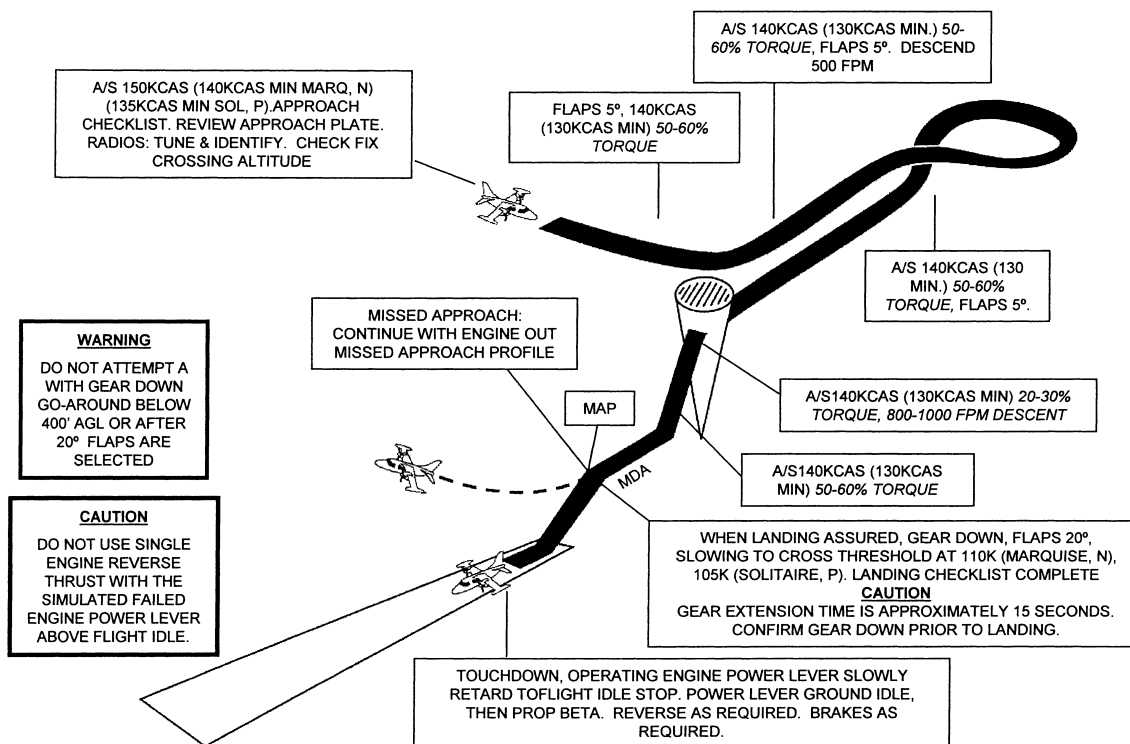 A/S 140KCAS (130KCAS MIN.) 50-
60% TORQUE, FLAPS 5º. DESCEND
500 FPM
A/S 150KCAS (140KCAS MIN MARQ, N)
(135KCAS MIN SOL, P).APPROACH
CHECKLIST. REVIEW APPROACH PLATE.
RADIOS: TUNE & IDENTIFY. CHECK FIX
CROSSING ALTITUDE
FLAPS 5º, 140KCAS
(130KCAS MIN) 50-60%
TORQUE
A/S 140KCAS (130
MIN.) 50-60%
TORQUE, FLAPS 5º.
MISSED APPROACH:
CONTINUE WITH ENGINE OUT
MISSED APPROACH PROFILE
WARNING
DO NOT ATTEMPT A
WITH GEAR DOWN
GO-AROUND BELOW
400' AGL OR AFTER
20º FLAPS ARE
SELECTED
MAP
A/S140KCAS (130KCAS MIN) 20-30%
TORQUE, 800-1000 FPM DESCENT
MDA
A/S140KCAS (130KCAS
MIN) 50-60% TORQUE
CAUTION
DO NOT USE SINGLE
ENGINE REVERSE
THRUST WITH THE
SIMULATED FAILED
ENGINE POWER LEVER
ABOVE FLIGHT IDLE.
WHEN LANDING ASSURED, GEAR DOWN, FLAPS 20º,
SLOWING TO CROSS THRESHOLD AT 110K (MARQUISE, N),
105K (SOLITAIRE, P). LANDING CHECKLIST COMPLETE
CAUTION
GEAR EXTENSION TIME IS APPROXIMATELY 15 SECONDS.
CONFIRM GEAR DOWN PRIOR TO LANDING.
TOUCHDOWN, OPERATING ENGINE POWER LEVER SLOWLY
RETARD TOFLIGHT IDLE STOP. POWER LEVER GROUND IDLE,
THEN PROP BETA. REVERSE AS REQUIRED. BRAKES AS
REQUIRED.